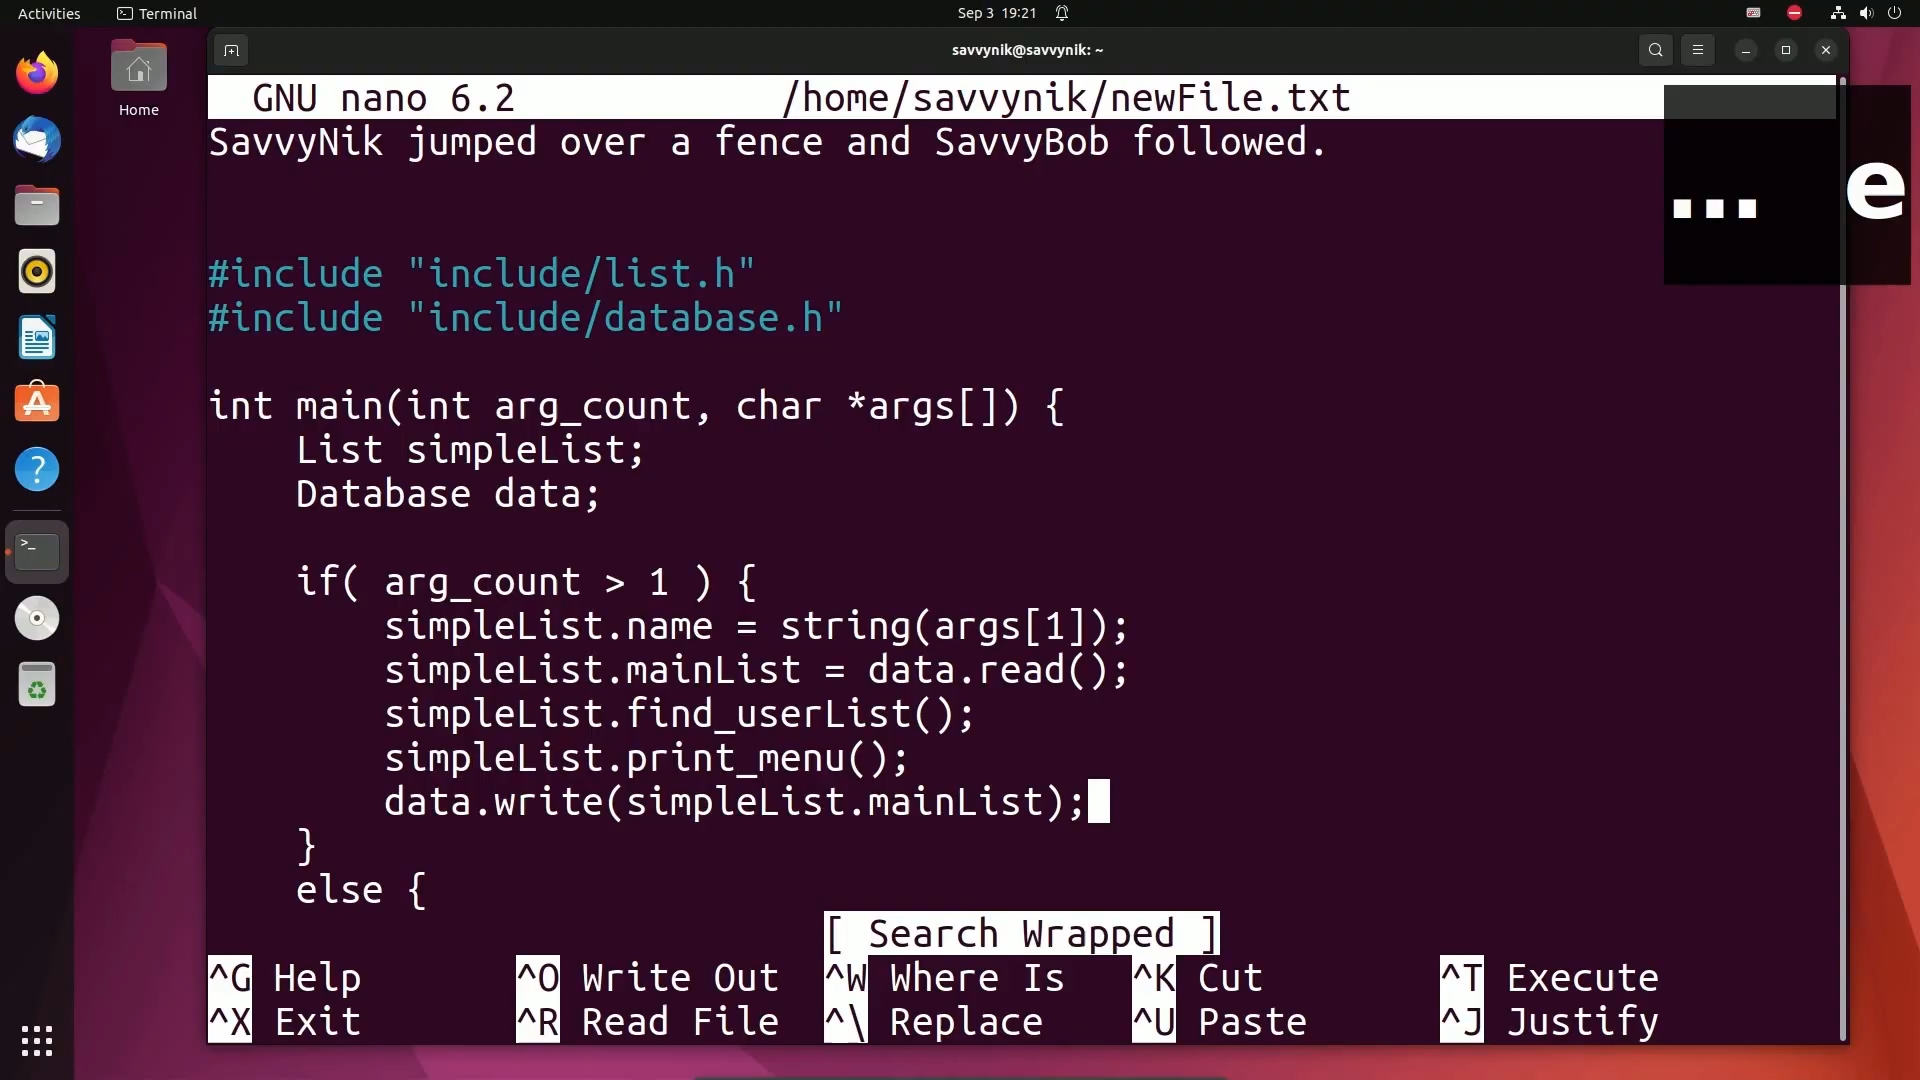 Activities Terminal Sep 3 19:21
savvynik@savvynik: ~
Home
GNU nano 6.2 /home/savvynik/newFile.txt
SavvyNik jumped over a fence and SavvyBob followed.
... e
#include "include/list.h"
#include "include/database.h"
int main(int arg_count, char *args[]) {
    List simpleList;
    Database data;
    if( arg_count > 1 ) {
        simpleList.name = string(args[1]);
        simpleList.mainList = data.read();
        simpleList.find_userList();
        simpleList.print_menu();
        data.write(simpleList.mainList);
    }
    else {
[ Search Wrapped ]
^G Help ^O Write Out ^W Where Is ^K Cut ^T Execute
^X Exit ^R Read File ^\ Replace ^U Paste ^J Justify